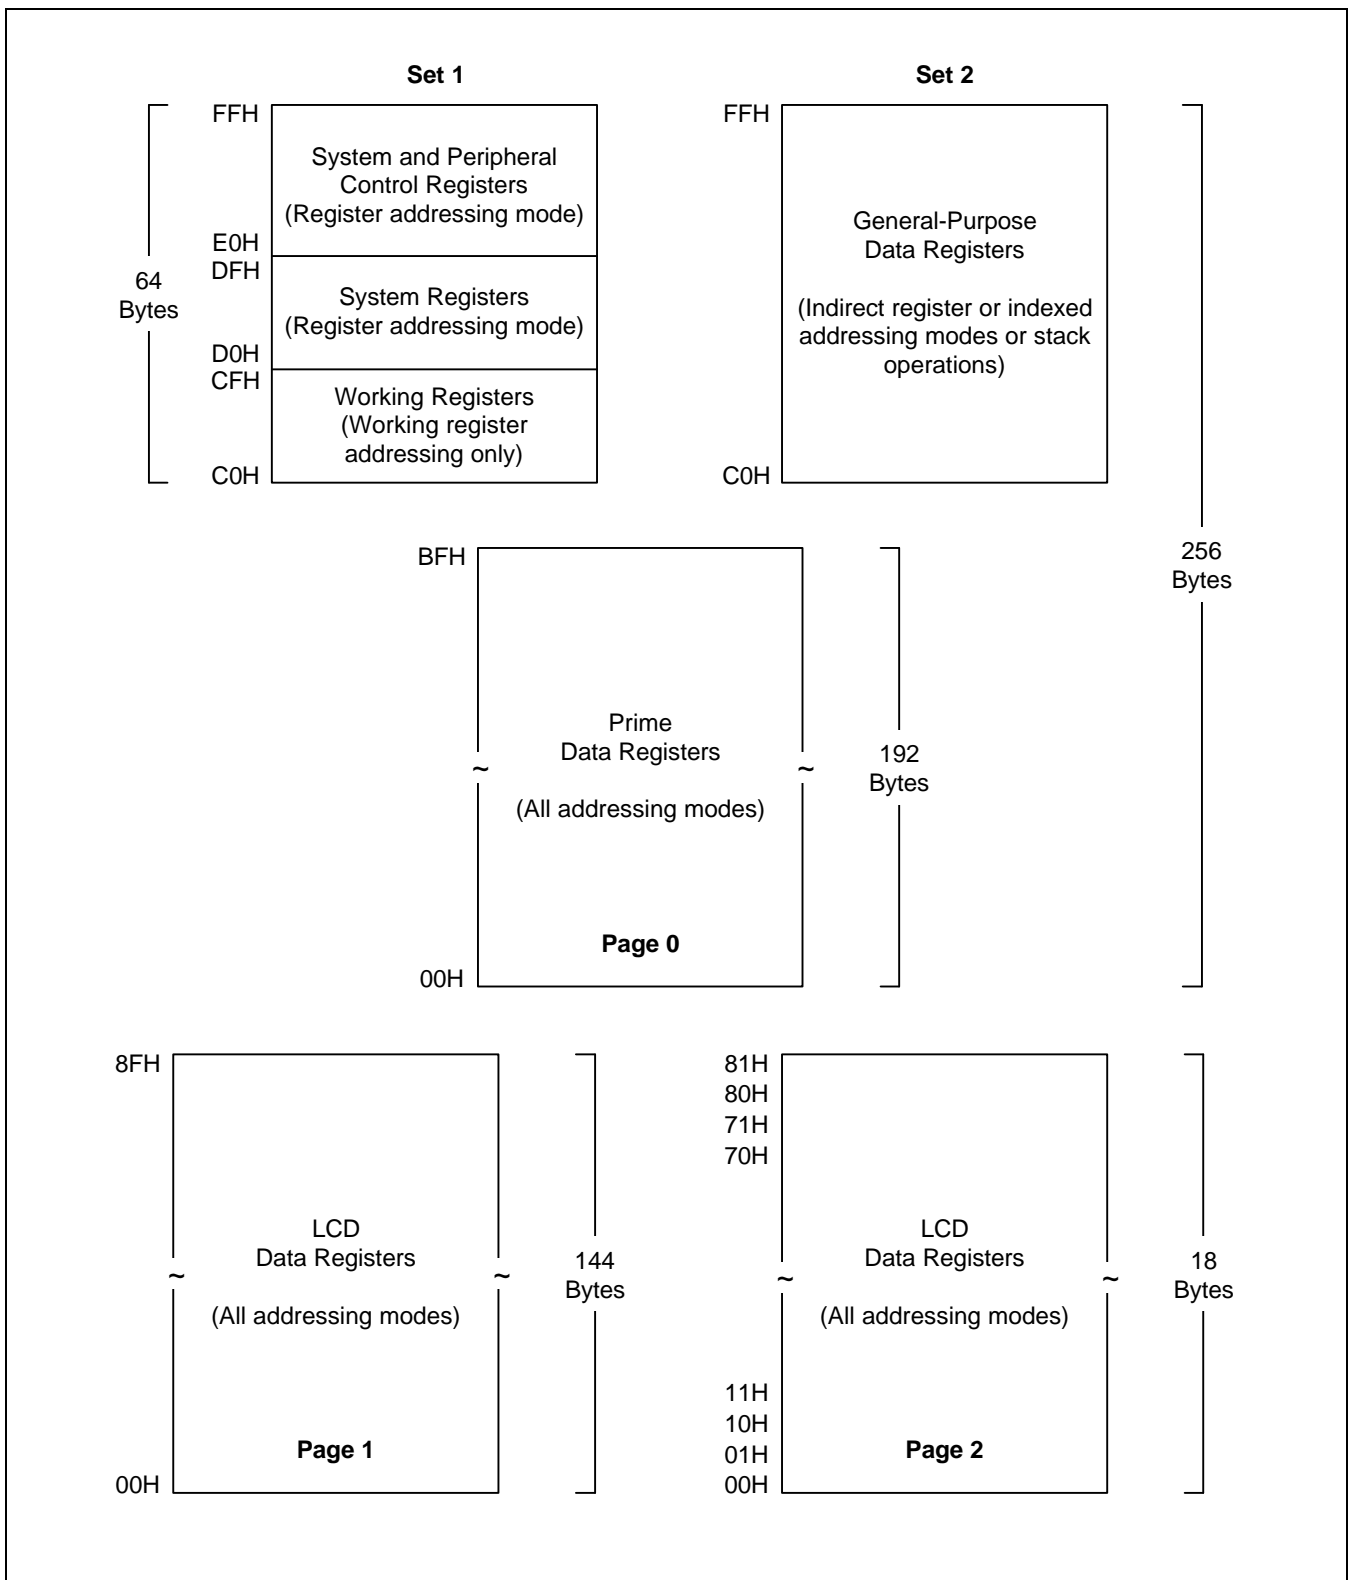 Set 1
Set 2
FFH
System and Peripheral
Control Registers
(Register addressing mode)
E0H
DFH
System Registers
(Register addressing mode)
D0H
CFH
Working Registers
(Working register
addressing only)
C0H
64
Bytes
FFH
General-Purpose
Data Registers
(Indirect register or indexed
addressing modes or stack
operations)
C0H
256
Bytes
BFH
Prime
Data Registers
~
~
(All addressing modes)
Page 0
00H
192
Bytes
8FH
LCD
Data Registers
~
~
(All addressing modes)
Page 1
00H
144
Bytes
81H
80H
71H
70H
LCD
Data Registers
~
~
(All addressing modes)
11H
10H
01H
00H
Page 2
18
Bytes